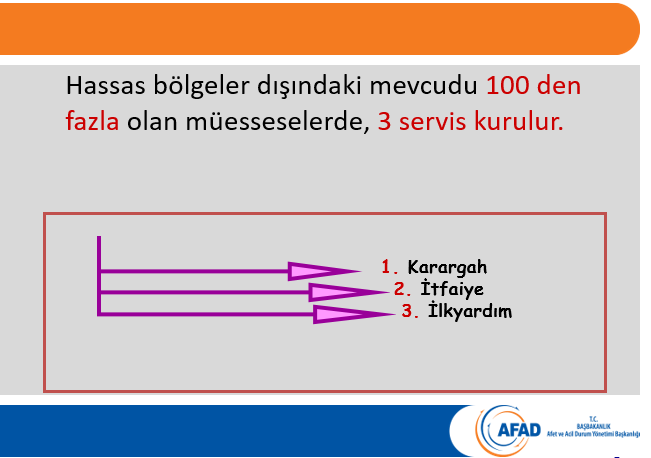 Hassas bölgeler dışındaki mevcudu 100 den
fazla olan müesseselerde, 3 servis kurulur.
1. Karargah
2. İtfaiye
3. İlkyardım
AFAD
T.C.
BAŞBAKANLIK
Afet ve Acil Durum Yönetimi Başkanlığı